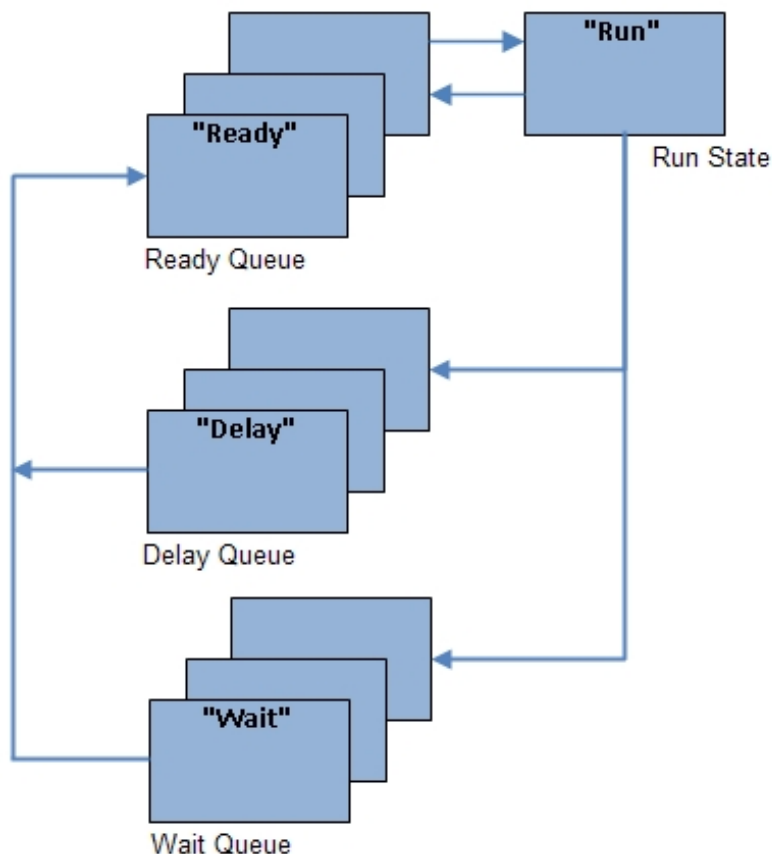 "Run"
"Ready"
Run State
Ready Queue
"Delay"
Delay Queue
"Wait"
Wait Queue